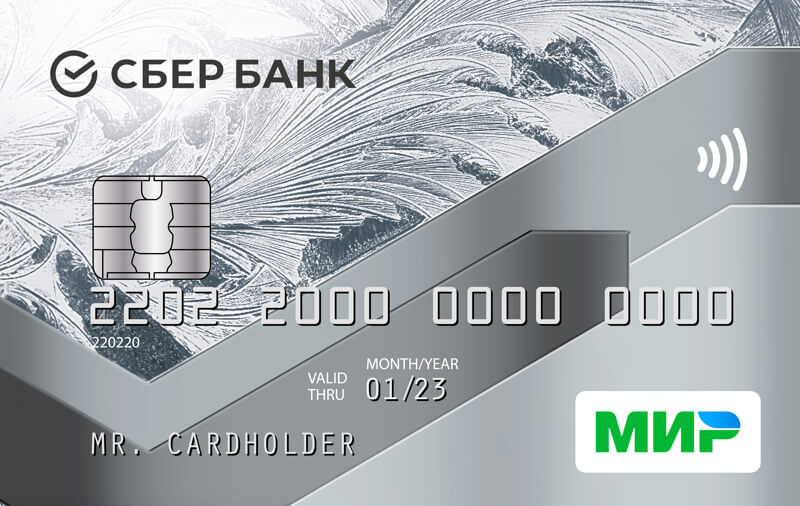 СБЕР БАНК
2202 2000 0000 0000
220220
MONTH/YEAR
VALID THRU 01/23
MR. CARDHOLDER
МИР